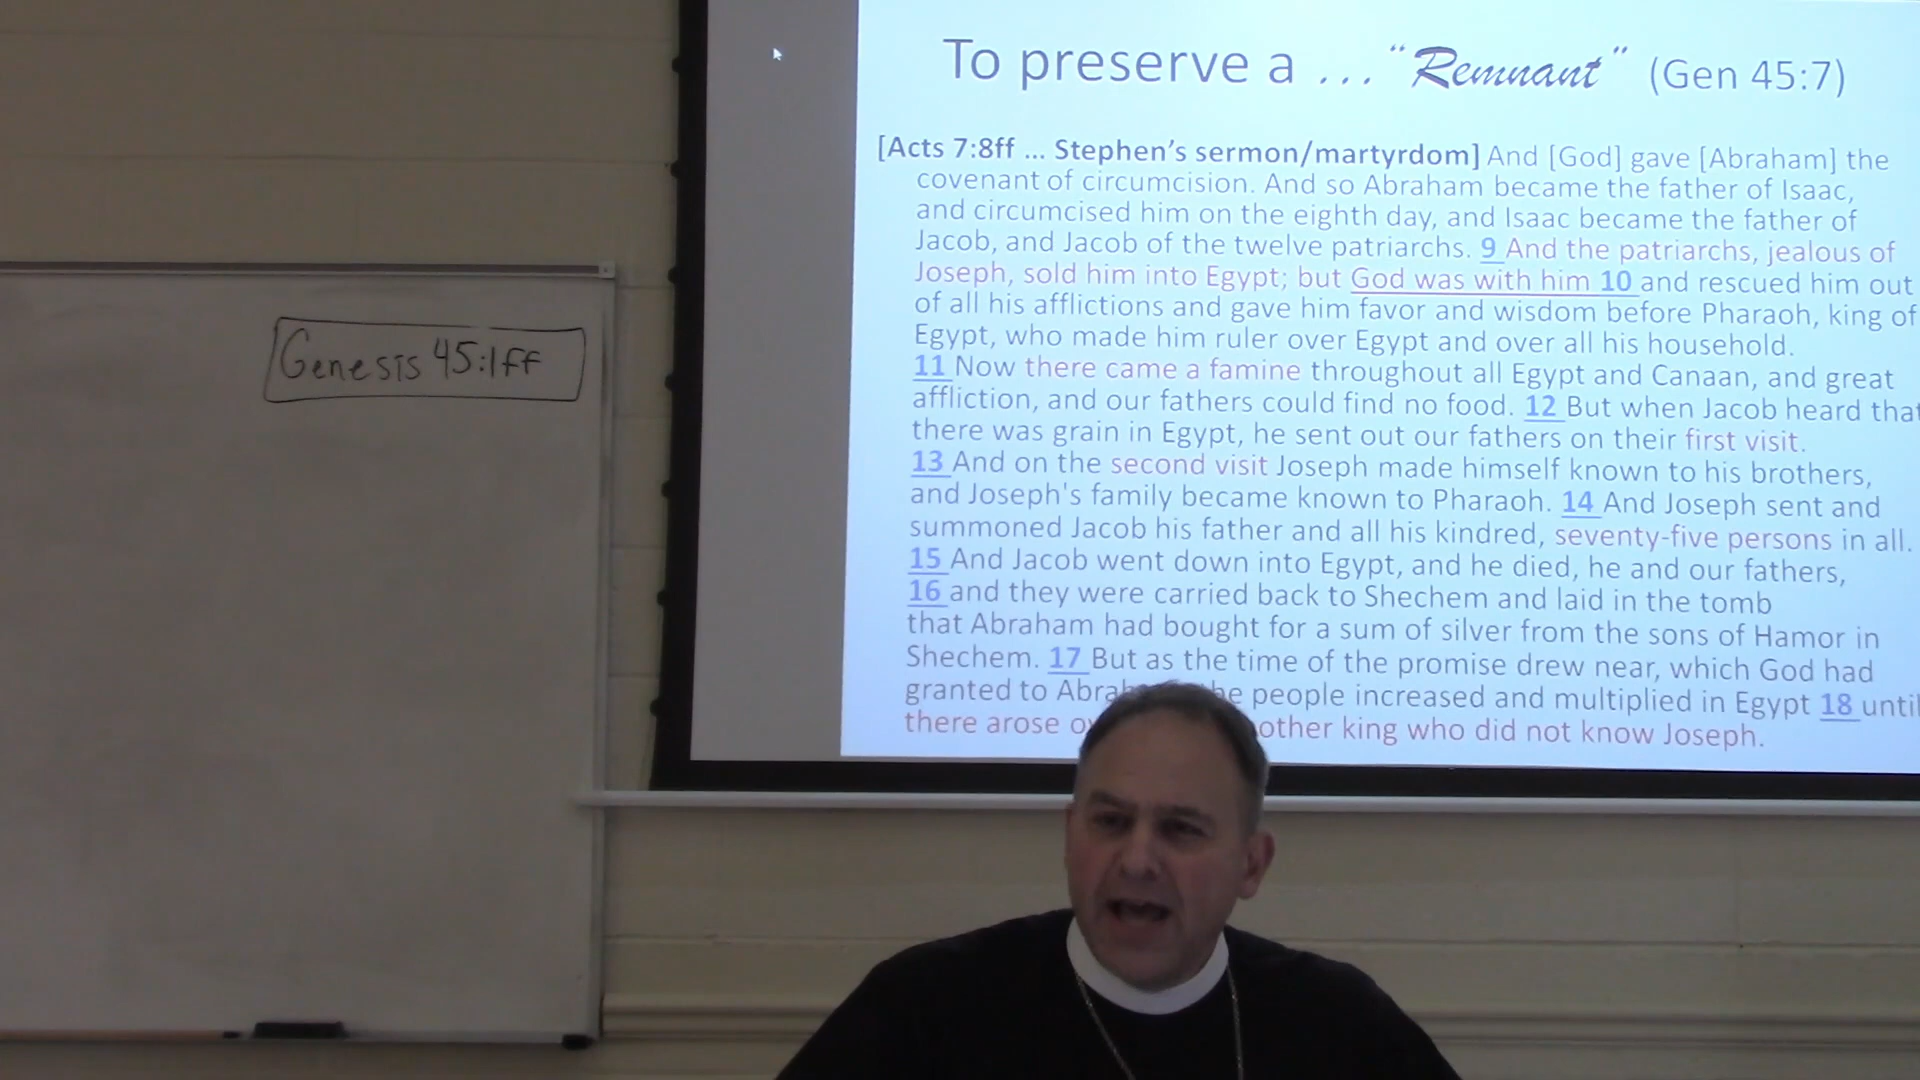 To preserve a ... "Remnant" (Gen 45:7)
[Acts 7:8ff ... Stephen's sermon/martyrdom] And [God] gave [Abraham] the
covenant of circumcision. And so Abraham became the father of Isaac,
and circumcised him on the eighth day, and Isaac became the father of
Jacob, and Jacob of the twelve patriarchs. 9 And the patriarchs, jealous of
Joseph, sold him into Egypt; but God was with him 10 and rescued him out
of all his afflictions and gave him favor and wisdom before Pharaoh, king of
Egypt, who made him ruler over Egypt and over all his household.
11 Now there came a famine throughout all Egypt and Canaan, and great
affliction, and our fathers could find no food. 12 But when Jacob heard that
there was grain in Egypt, he sent out our fathers on their first visit.
13 And on the second visit Joseph made himself known to his brothers,
and Joseph's family became known to Pharaoh. 14 And Joseph sent and
summoned Jacob his father and all his kindred, seventy-five persons in all.
15 And Jacob went down into Egypt, and he died, he and our fathers,
16 and they were carried back to Shechem and laid in the tomb
that Abraham had bought for a sum of silver from the sons of Hamor in
Shechem. 17 But as the time of the promise drew near, which God had
granted to people increased and multiplied in Egypt 18 until
there arose other king who did not know Joseph.
Genesis 45:1ff